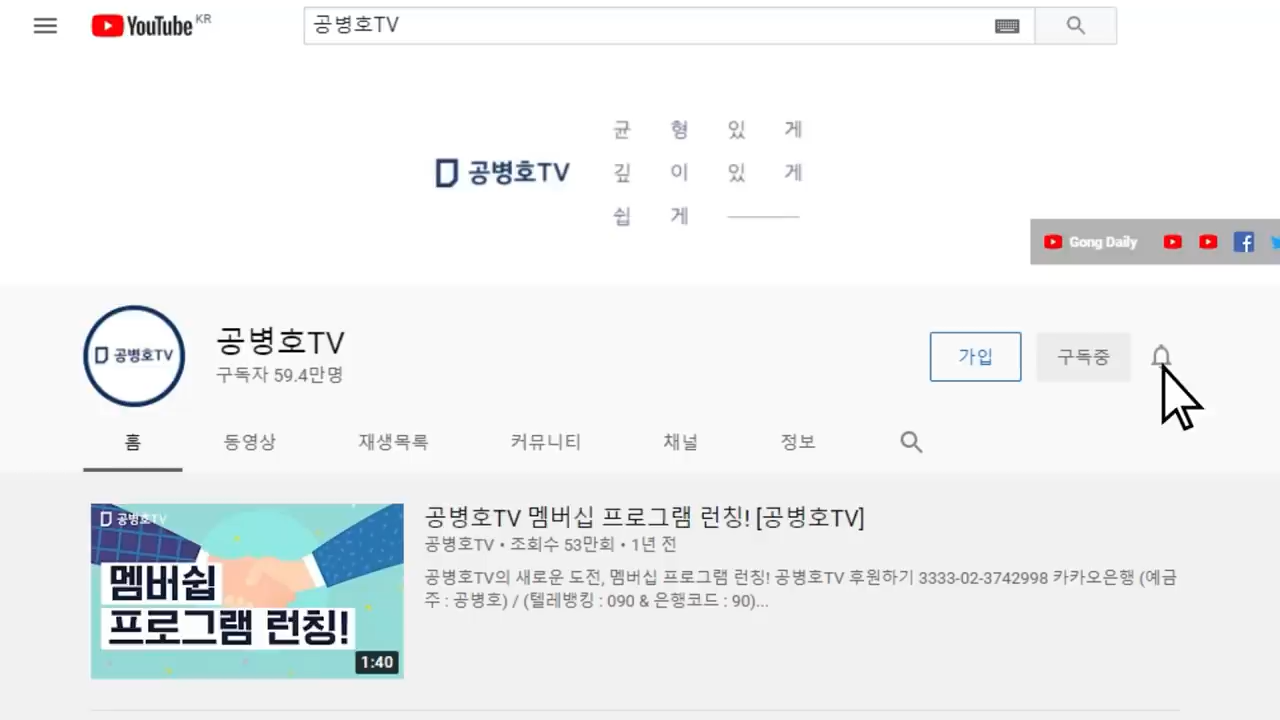 YouTube KR
공병호TV
균 형 있 게
공병호TV
깊 이 있 게
쉽 게
Gong Daily
공병호TV
공병호TV
구독자 59.4만명
가입
구독중
홈
동영상
재생목록
커뮤니티
채널
정보
공병호TV
멤버쉽
프로그램 런칭!
1:40
공병호TV 멤버십 프로그램 런칭! [공병호TV]
공병호TV • 조회수 53만회 • 1년 전
공병호TV의 새로운 도전, 멤버십 프로그램 런칭! 공병호TV 후원하기 3333-02-3742998 카카오은행 (예금
주 : 공병호) / (텔레뱅킹 : 090 & 은행코드 : 90)...